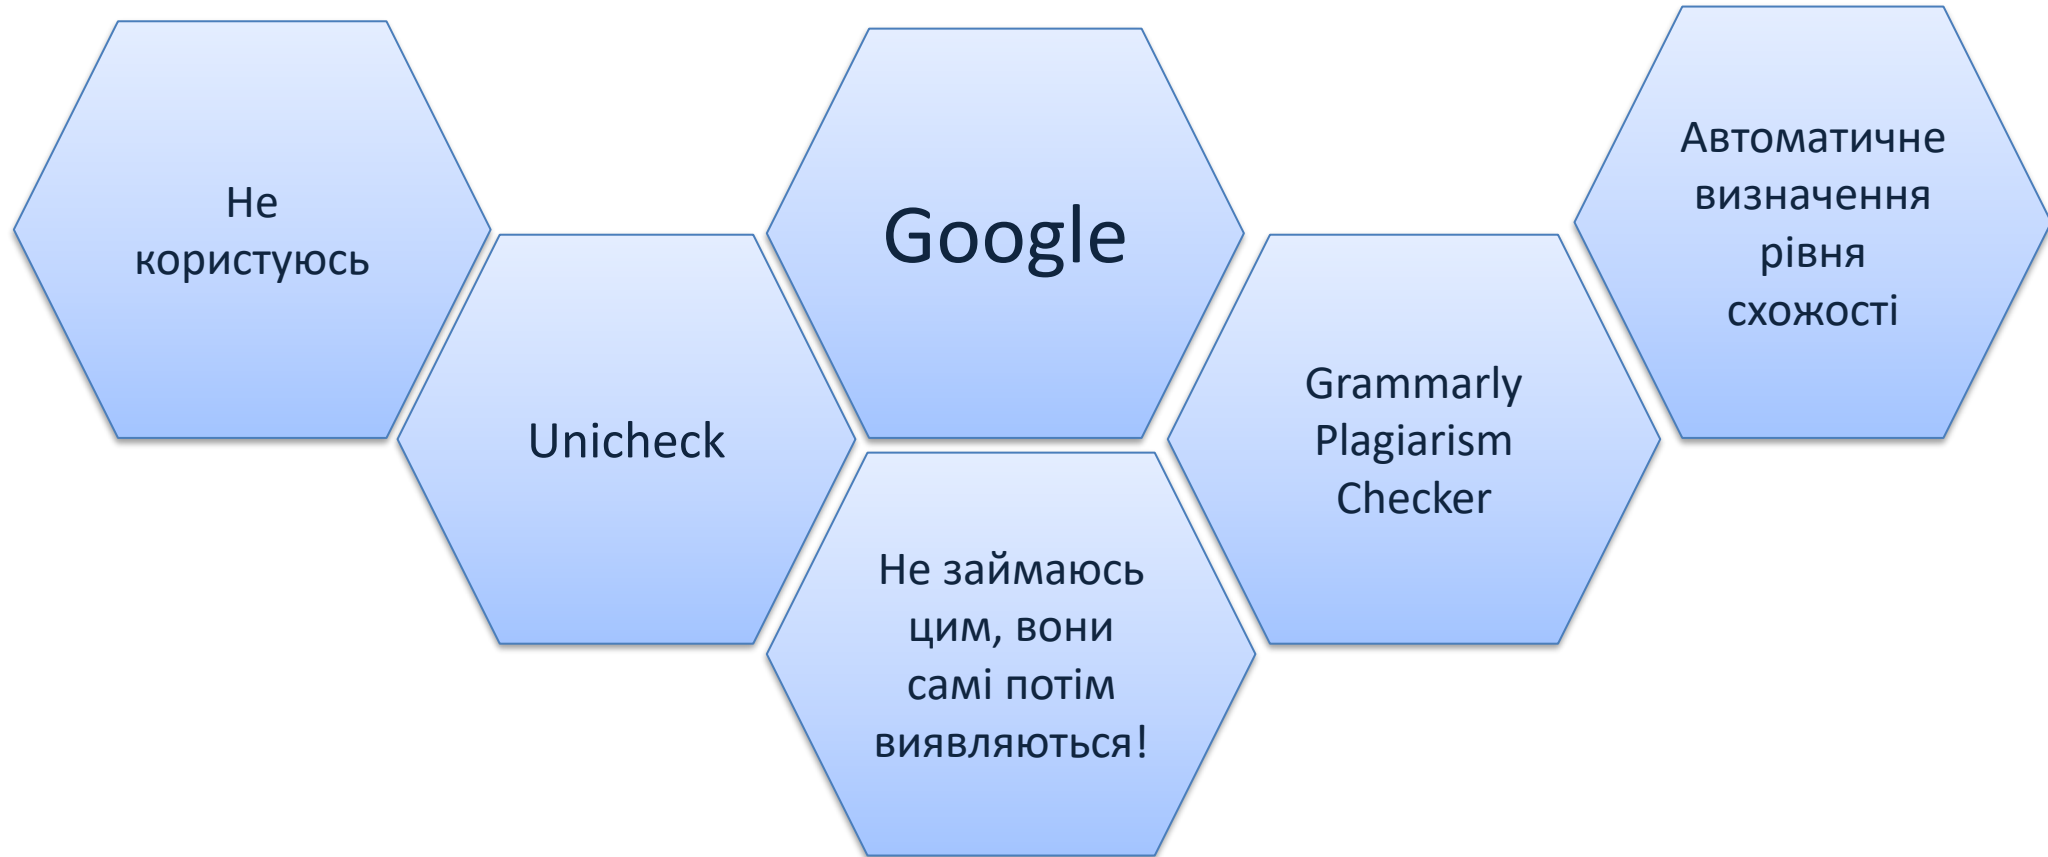 Не
користуюсь
Unicheck
Google
Не займаюсь
цим, вони
самі потім
виявляються!
Grammarly
Plagiarism
Checker
Автоматичне
визначення
рівня
схожості